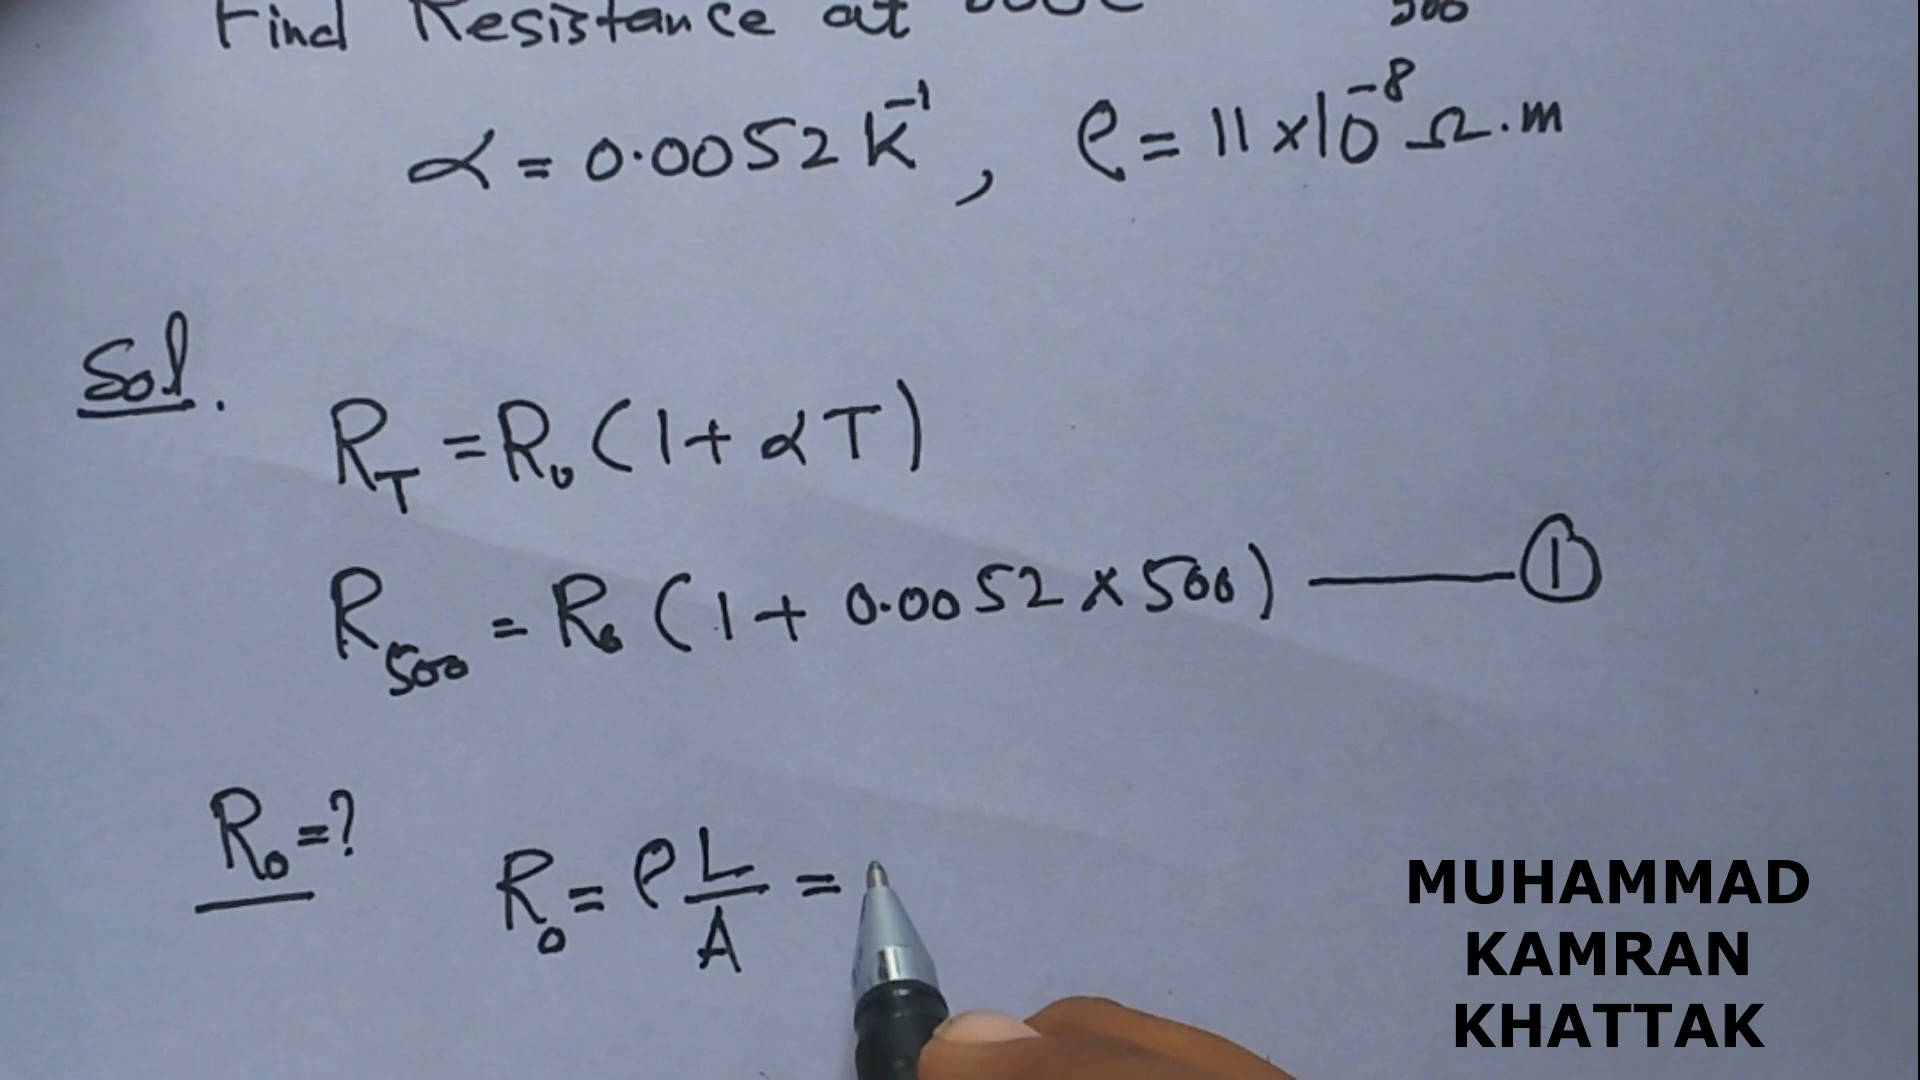 Find Resistance at
α = 0.0052 K⁻¹ , ρ = 11 × 10⁻⁸ Ω.m
Sol.
R_T = R₀ (1 + αT)
R₅₀₀ = R₀ (1 + 0.0052 × 500) —— ①
R₀ = ?
R₀ = ρ L/A =
MUHAMMAD
KAMRAN
KHATTAK